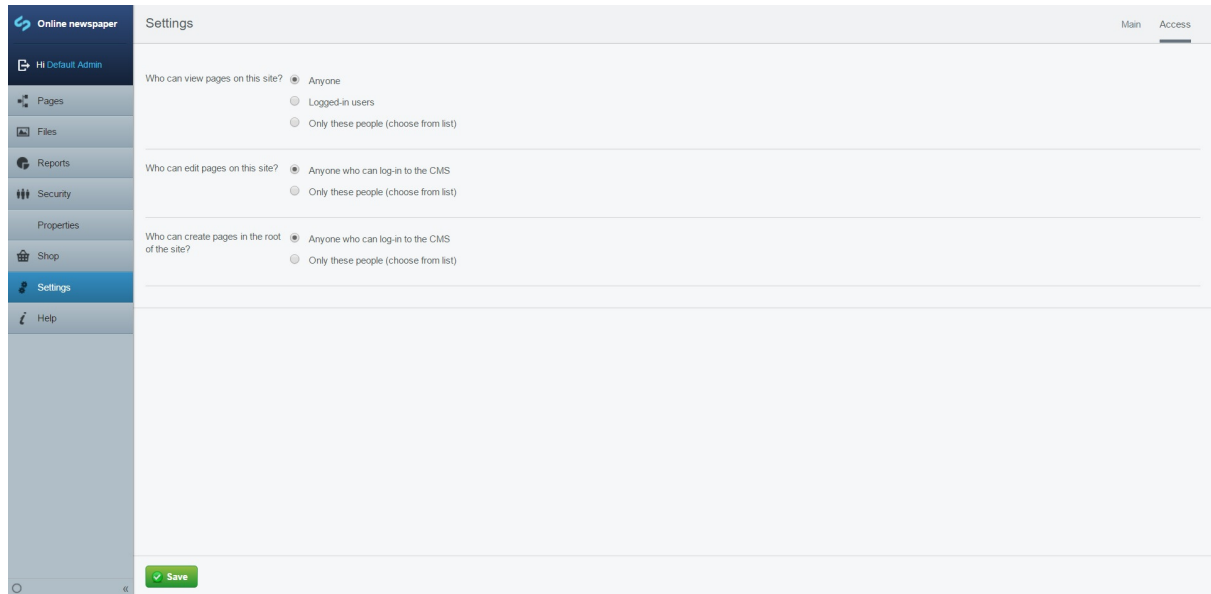 Online newspaper
Hi Default Admin
Pages
Files
Reports
Security
Properties
Shop
Settings
Help
«
Settings
Main
Access
Who can view pages on this site?
Anyone
Logged-in users
Only these people (choose from list)
Who can edit pages on this site?
Anyone who can log-in to the CMS
Only these people (choose from list)
Who can create pages in the root
of the site?
Anyone who can log-in to the CMS
Only these people (choose from list)
Save